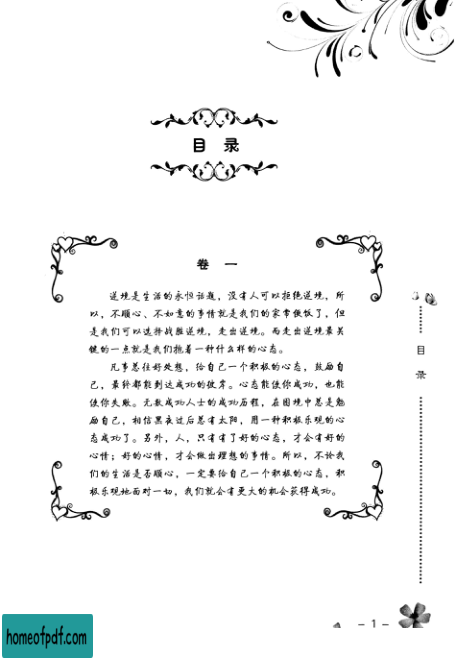 目 录
卷 一
逆境是生活的永恒话题，没有人可以拒绝逆境，所
以，不顺心、不如意的事情就是我们的家常便饭了，但
是我们可以选择战胜逆境，走出逆境。而走出逆境最关
键的一点就是我们抱着一种什么样的心态。
凡事总往好处想，给自己一个积极的心态，鼓励自
己，最终都能到达成功的彼岸。心态能使你成功，也能
使你失败。无数成功人士的成功历程，在困境中总是勉
励自己，相信黑夜过后总有太阳，用一种积极乐观的心
态成功了。另外，人，只有有了好的心态，才会有好的
心情；好的心情，才会做出理想的事情。所以，不论我
们的生活是否顺心，一定要给自己一个积极的心态，积
极乐观地面对一切，我们就会有更大的机会获得成功。
目
录
－1－
homeofpdf.com